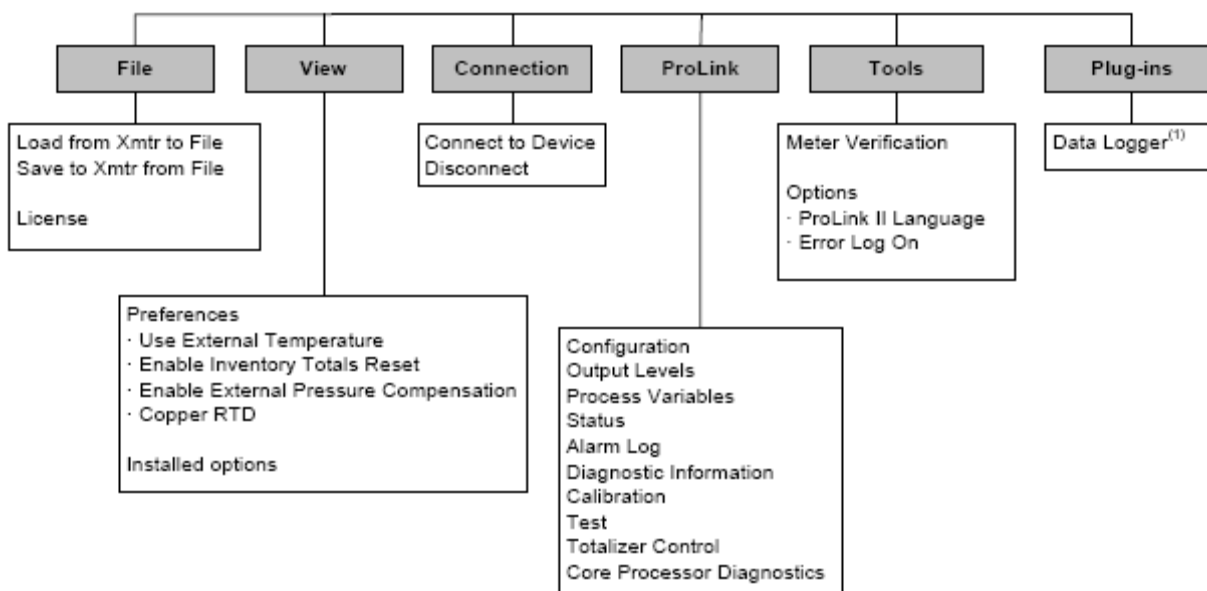 File
View
Connection
ProLink
Tools
Plug-ins
Load from Xmtr to File
Save to Xmtr from File
License
Connect to Device
Disconnect
Meter Verification
Options
· ProLink II Language
· Error Log On
Data Logger(1)
Preferences
· Use External Temperature
· Enable Inventory Totals Reset
· Enable External Pressure Compensation
· Copper RTD
Installed options
Configuration
Output Levels
Process Variables
Status
Alarm Log
Diagnostic Information
Calibration
Test
Totalizer Control
Core Processor Diagnostics